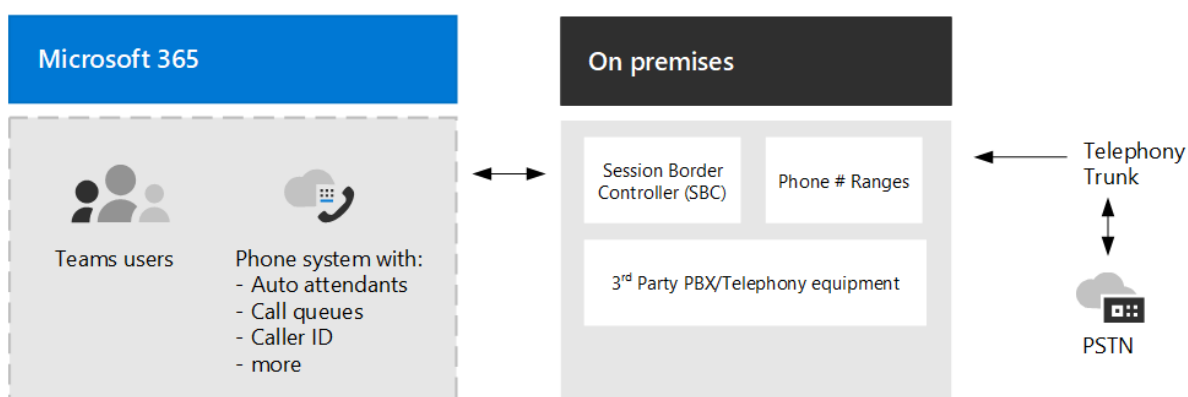 Microsoft 365
On premises
Teams users
Phone system with:
- Auto attendants
- Call queues
- Caller ID
- more
Session Border
Controller (SBC)
Phone # Ranges
3rd Party PBX/Telephony equipment
Telephony
Trunk
PSTN